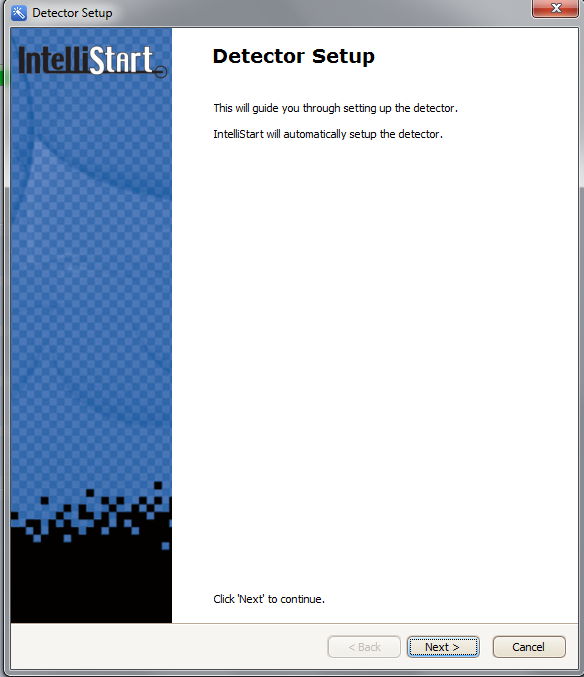 Detector Setup
IntelliStart
Detector Setup
This will guide you through setting up the detector.
IntelliStart will automatically setup the detector.
Click 'Next' to continue.
< Back
Next >
Cancel